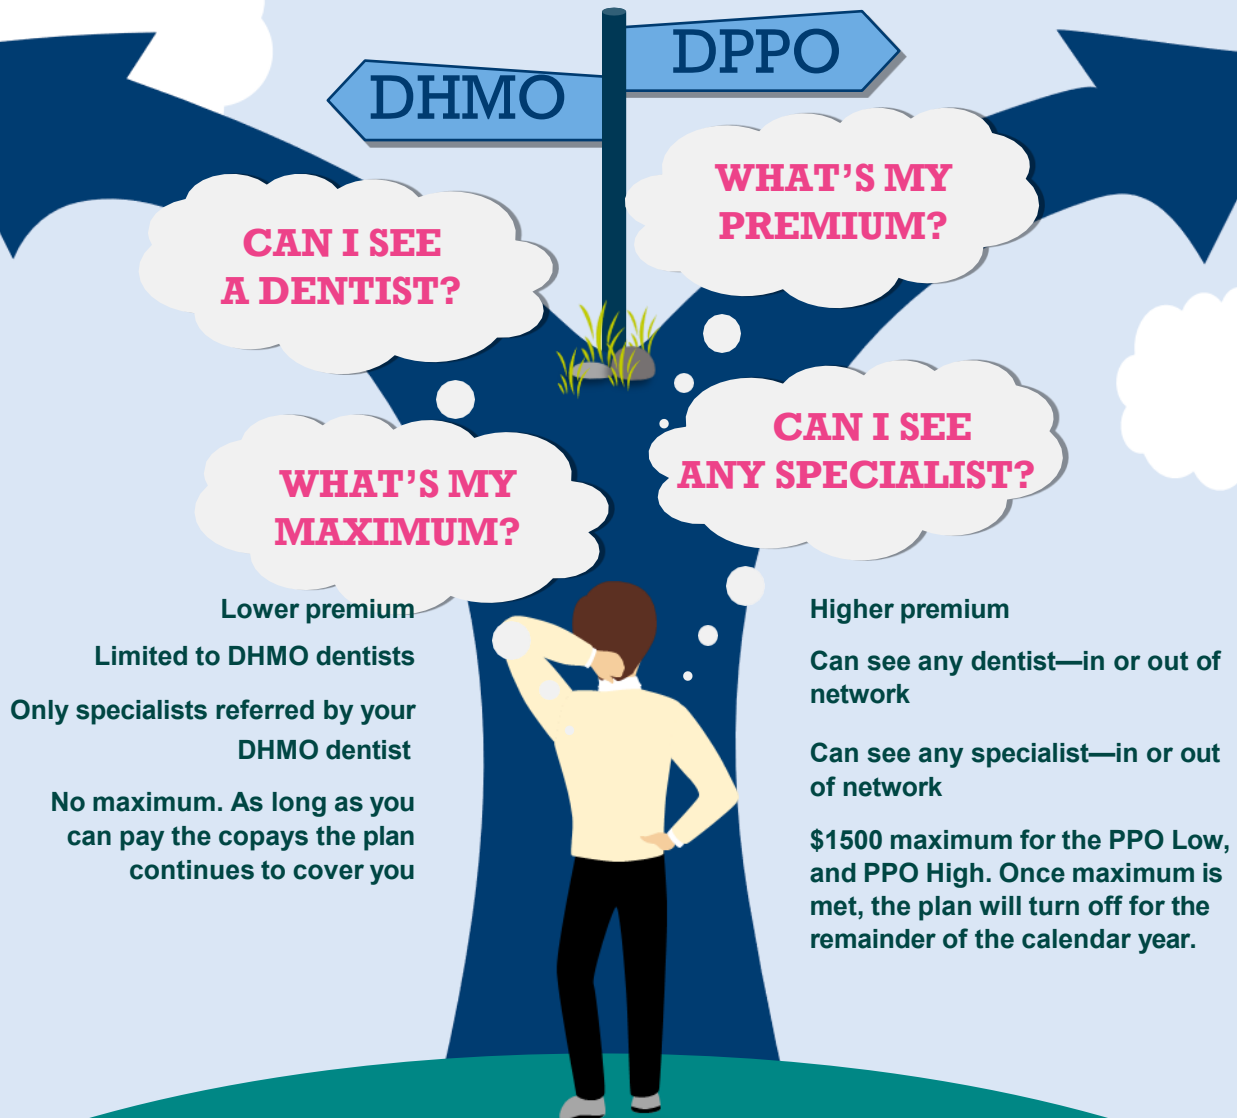 DHMO
DPPO
CAN I SEE
A DENTIST?
WHAT'S MY
PREMIUM?
WHAT'S MY
MAXIMUM?
CAN I SEE
ANY SPECIALIST?
Lower premium
Limited to DHMO dentists
Only specialists referred by your
DHMO dentist
No maximum. As long as you
can pay the copays the plan
continues to cover you
Higher premium
Can see any dentist—in or out of
network
Can see any specialist—in or out
of network
$1500 maximum for the PPO Low,
and PPO High. Once maximum is
met, the plan will turn off for the
remainder of the calendar year.